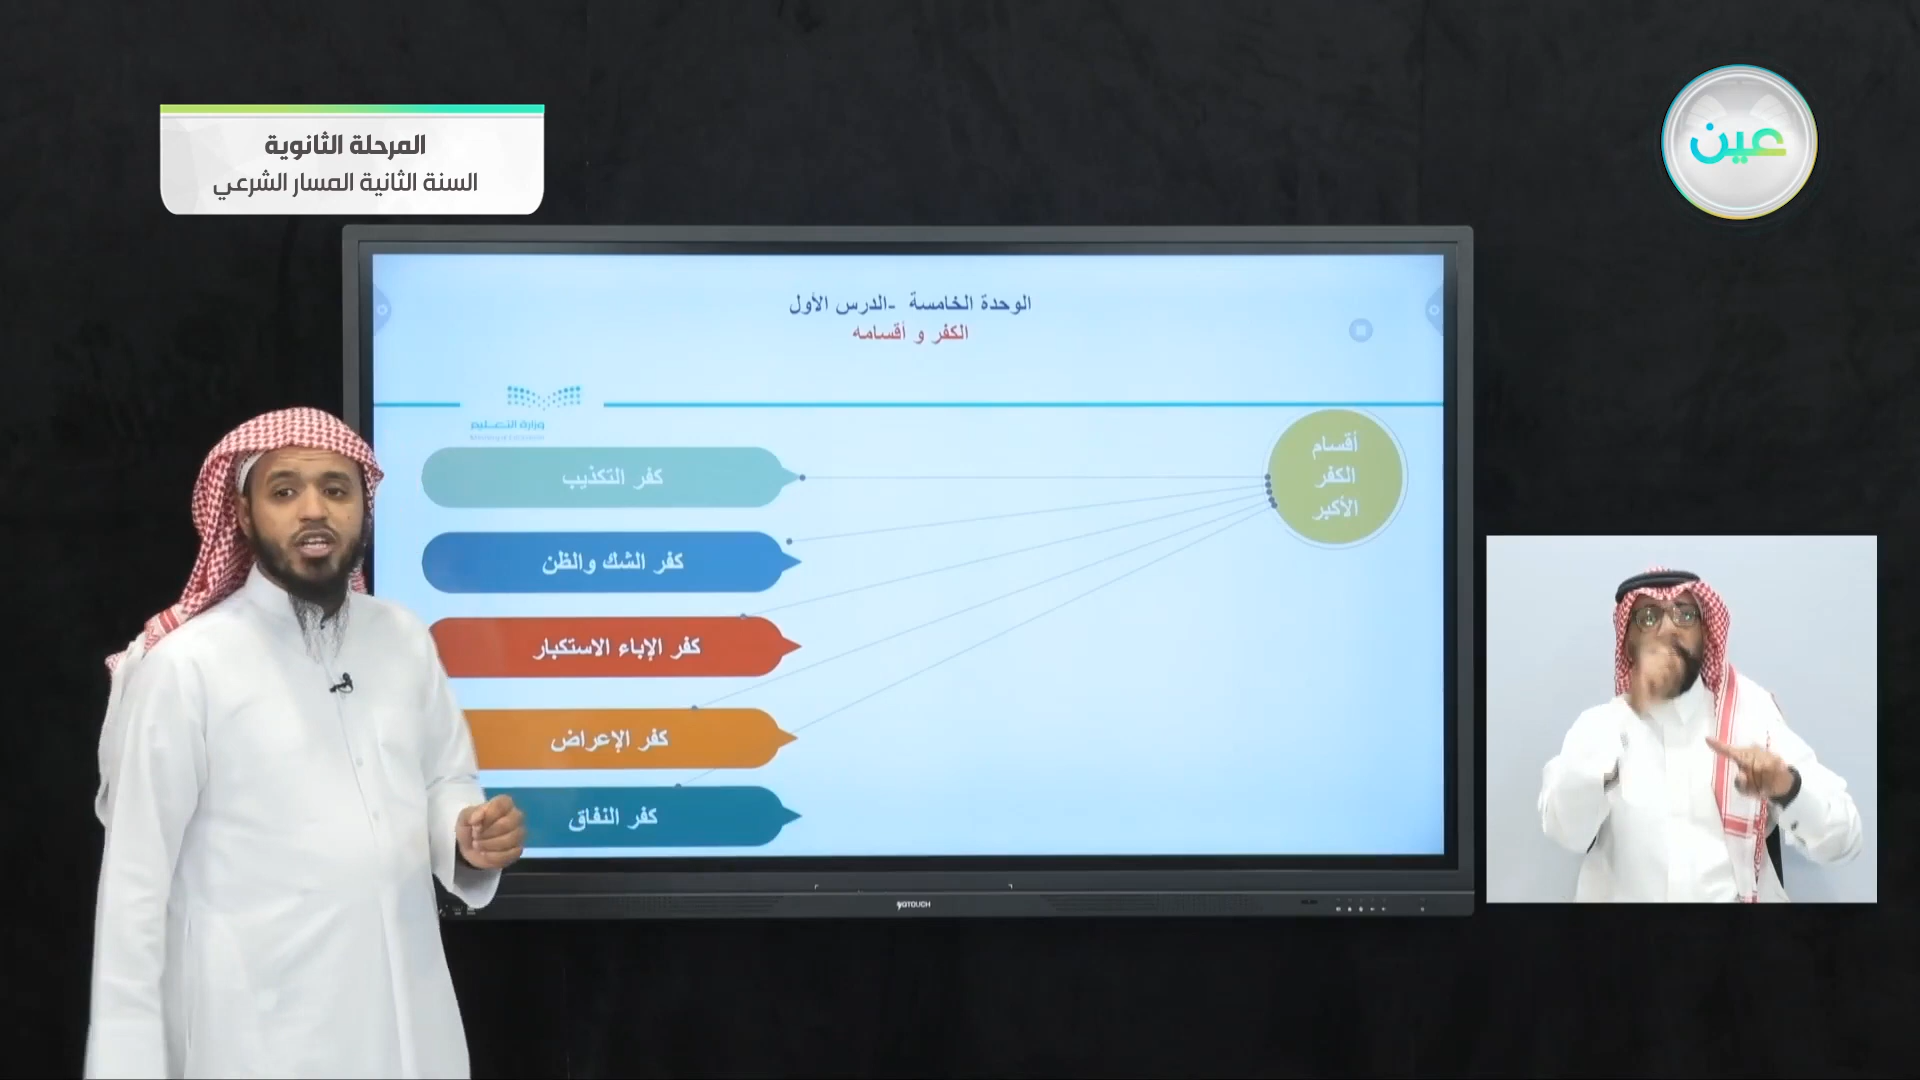 المرحلة الثانوية
السنة الثانية المسار الشرعي
عين
الوحدة الخامسة -الدرس الأول
الكفر و أقسامه
وزارة التعليم
أقسام
الكفر
الأكبر
كفر التكذيب
كفر الشك والظن
كفر الإباء الاستكبار
كفر الإعراض
كفر النفاق